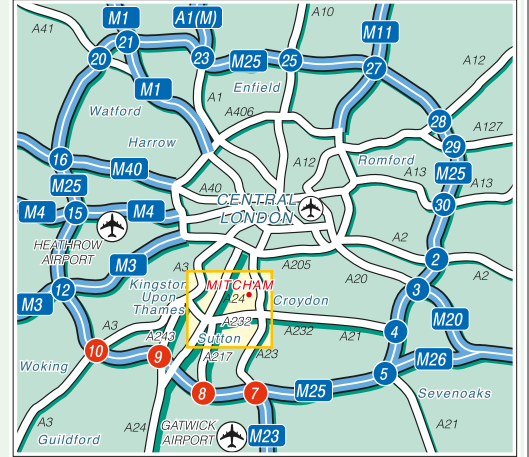 A10
M1
A1(M)
A41
M11
21
20
23
M25
25
A12
27
Enfield
M1
A1
Watford
A406
28
A127
Harrow
29
16
M40
A12
Romford
M25
M25
A13
A13
A40
CENTRAL
30
M4
15
M4
LONDON
HEATHROW
AIRPORT
A2
M3
A3
A205
2
A2
A20
12
Kingston
MITCHAM
3
M3
Upon
A24
Croydon
Thames
M20
A3
A243
A232
A232
A21
4
Sutton
10
9
A217
A23
M26
Woking
5
8
7
M25
Sevenoaks
A3
A24
GATWICK
AIRPORT
M23
A21
Guildford